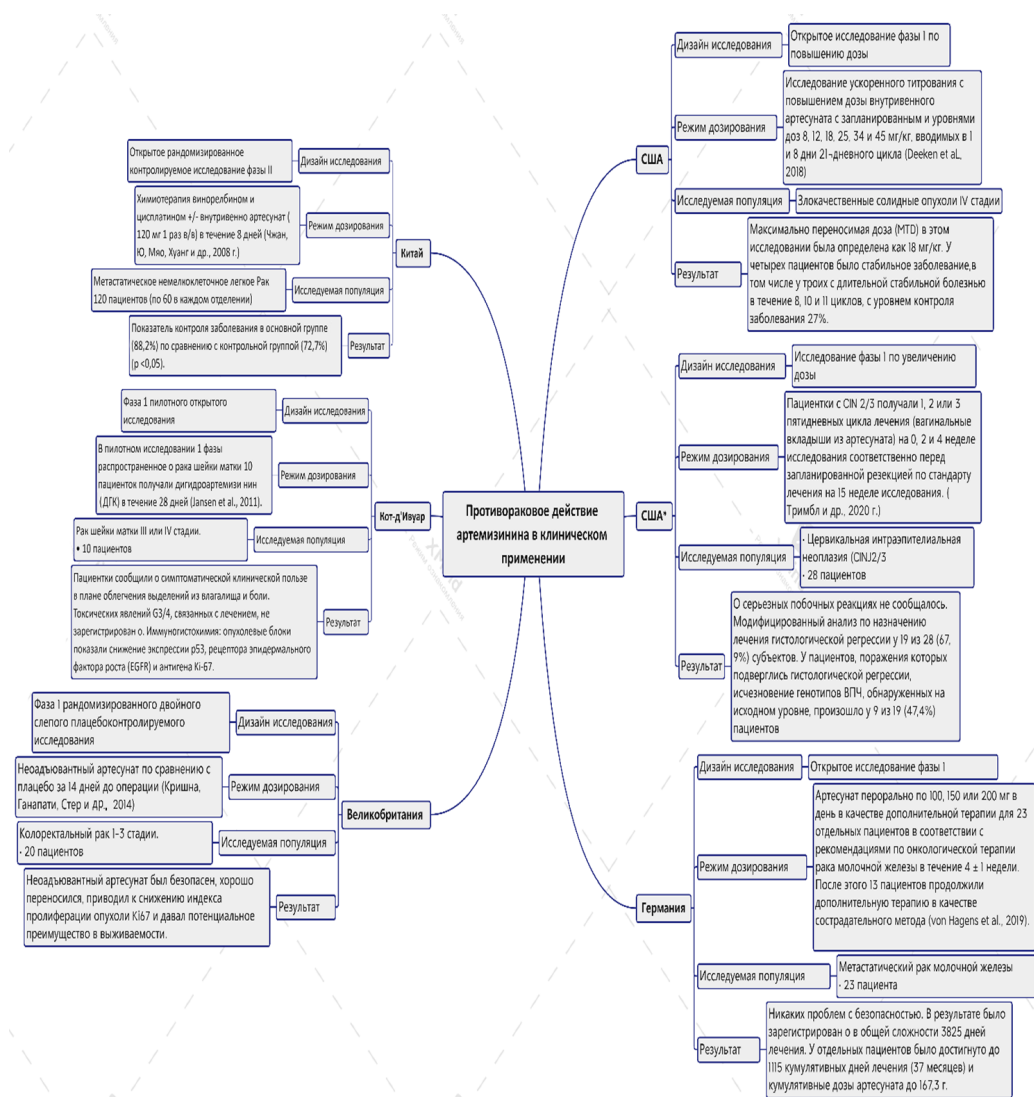 Противораковое действие
артемизинина в клиническом
применении
Китай
Дизайн исследования
Открытое рандомизированное
контролируемое исследование фазы II
Режим дозирования
Химиотерапия винорелбином и
цисплатином +/- внутривенно артесунат (
120 мг 1 раз в/в) в течение 8 дней (Чжан,
Ю, Мяо, Хуанг и др., 2008 г.)
Исследуемая популяция
Метастатическое немелкоклеточное легкое Рак
120 пациентов (по 60 в каждом отделении)
Результат
Показатель контроля заболевания в основной группе
(88,2%) по сравнению с контрольной группой (72,7%)
(p <0,05).
Кот-д'Ивуар
Дизайн исследования
Фаза 1 пилотного открытого
исследования
Режим дозирования
В пилотном исследовании 1 фазы
распространенное о рака шейки матки 10
пациенток получали дигидроартемизи нин
(ДГК) в течение 28 дней (Jansen et al., 2011).
Исследуемая популяция
Рак шейки матки III или IV стадии.
• 10 пациентов
Результат
Пациентки сообщили о симптоматической клинической пользе
в плане облегчения выделений из влагалища и боли.
Токсических явлений G3/4, связанных с лечением, не
зарегистрирован о. Иммуногистохимия: опухолевые блоки
показали снижение экспрессии p53, рецептора эпидермального
фактора роста (EGFR) и антигена Ki-67.
Великобритания
Дизайн исследования
Фаза 1 рандомизированного двойного
слепого плацебоконтролируемого
исследования
Режим дозирования
Неоадъювантный артесунат по сравнению с
плацебо за 14 дней до операции (Кришна,
Ганапати, Стер и др., 2014)
Исследуемая популяция
Колоректальный рак 1-3 стадии.
· 20 пациентов
Результат
Неоадъювантный артесунат был безопасен, хорошо
переносился, приводил к снижению индекса
пролиферации опухоли Ki67 и давал потенциальное
преимущество в выживаемости.
США
Дизайн исследования
Открытое исследование фазы 1 по
повышению дозы
Режим дозирования
Исследование ускоренного титрования с
повышением дозы внутривенного
артесуната с запланированным и уровнями
доз 8, 12, 18, 25, 34 и 45 мг/кг, вводимых в 1
и 8 дни 21¬дневного цикла (Deeken et aL,
2018)
Исследуемая популяция
Злокачественные солидные опухоли IV стадии
Результат
Максимально переносимая доза (MTD) в этом
исследовании была определена как 18 мг/кг. У
четырех пациентов было стабильное заболевание,в
том числе у троих с длительной стабильной болезнью
в течение 8, 10 и 11 циклов, с уровнем контроля
заболевания 27%.
США*
Дизайн исследования
Исследование фазы 1 по увеличению
дозы
Режим дозирования
Пациентки с CIN 2/3 получали 1, 2 или 3
пятидневных цикла лечения (вагинальные
вкладыши из артесуната) на 0, 2 и 4 неделе
исследования соответственно перед
запланированной резекцией по стандарту
лечения на 15 неделе исследования. (
Тримбл и др., 2020 г.)
Исследуемая популяция
· Цервикальная интраэпителиальная
неоплазия (CINJ2/3
· 28 пациентов
Результат
О серьезных побочных реакциях не сообщалось.
Модифицированный анализ по назначению
лечения гистологической регрессии у 19 из 28 (67,
9%) субъектов. У пациентов, поражения которых
подверглись гистологической регрессии,
исчезновение генотипов ВПЧ, обнаруженных на
исходном уровне, произошло у 9 из 19 (47,4%)
пациентов
Германия
Дизайн исследования
Открытое исследование фазы 1
Режим дозирования
Артесунат перорально по 100, 150 или 200 мг в
день в качестве дополнительной терапии для 23
отдельных пациентов в соответствии с
рекомендациями по онкологической терапии
рака молочной железы в течение 4 ± 1 недели.
После этого 13 пациентов продолжили
дополнительную терапию в качестве
сострадательного метода (von Hagens et al., 2019).
Исследуемая популяция
Метастатический рак молочной железы
· 23 пациента
Результат
Никаких проблем с безопасностью. В результате было
зарегистрирован о в общей сложности 3825 дней
лечения. У отдельных пациентов было достигнуто до
1115 кумулятивных дней лечения (37 месяцев) и
кумулятивные дозы артесуната до 167,3 г.